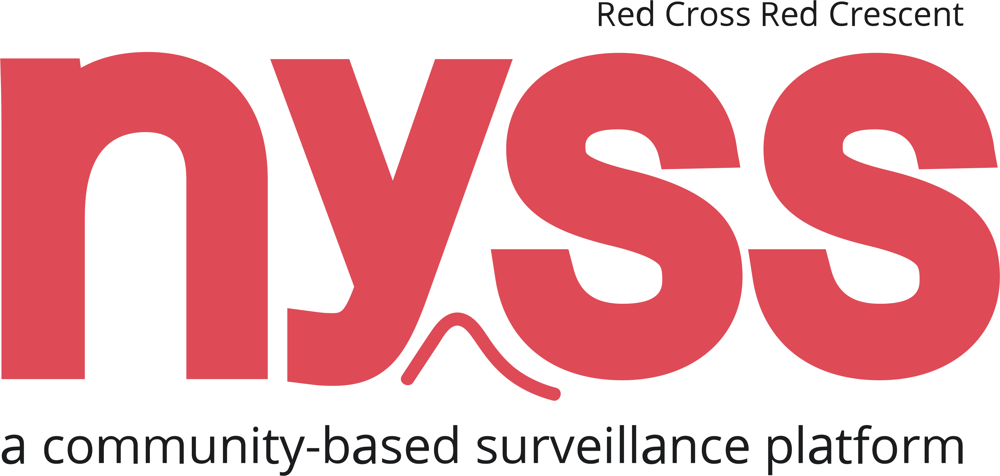 Red Cross Red Crescent
nyss
a community-based surveillance platform